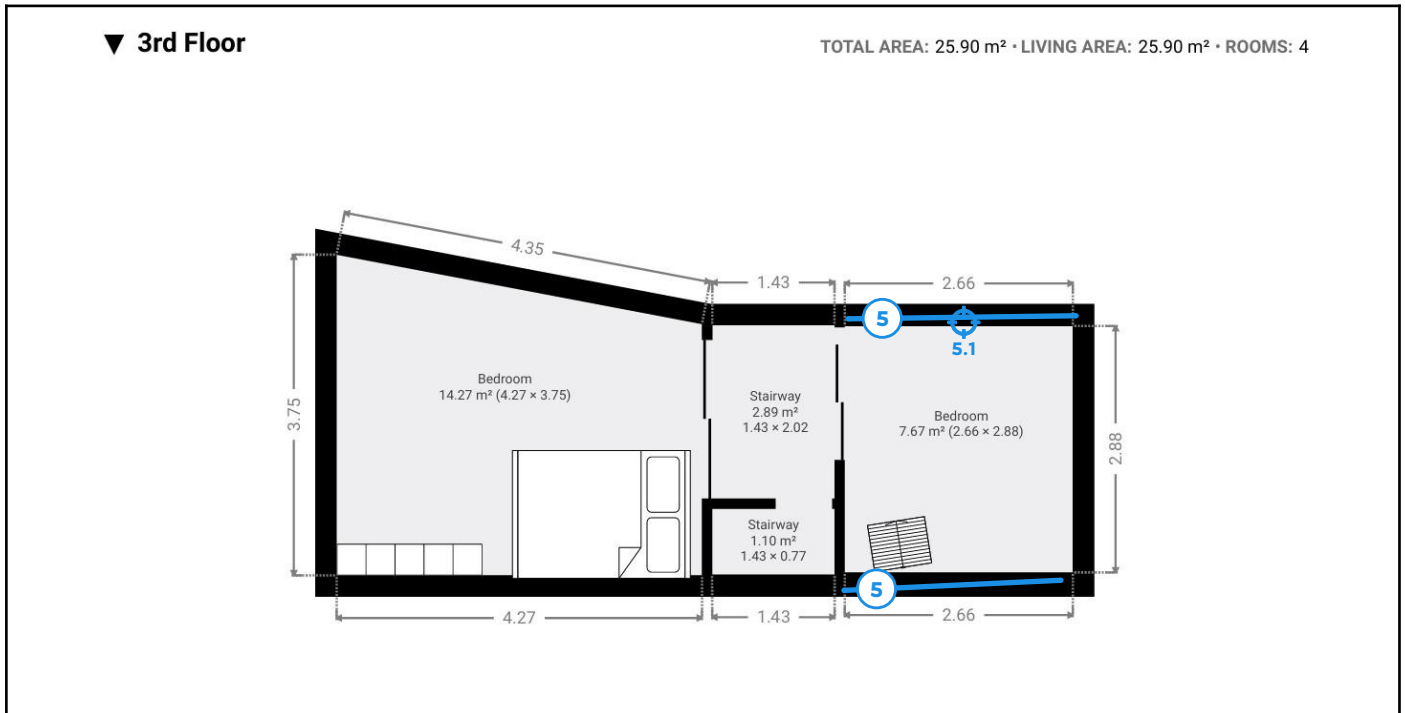 ▼ 3rd Floor
TOTAL AREA: 25.90 m² • LIVING AREA: 25.90 m² • ROOMS: 4
4.35
1.43
2.66
5
5.1
Bedroom
14.27 m² (4.27 × 3.75)
Stairway
2.89 m²
1.43 × 2.02
Bedroom
7.67 m² (2.66 × 2.88)
3.75
2.88
Stairway
1.10 m²
1.43 × 0.77
5
4.27
1.43
2.66